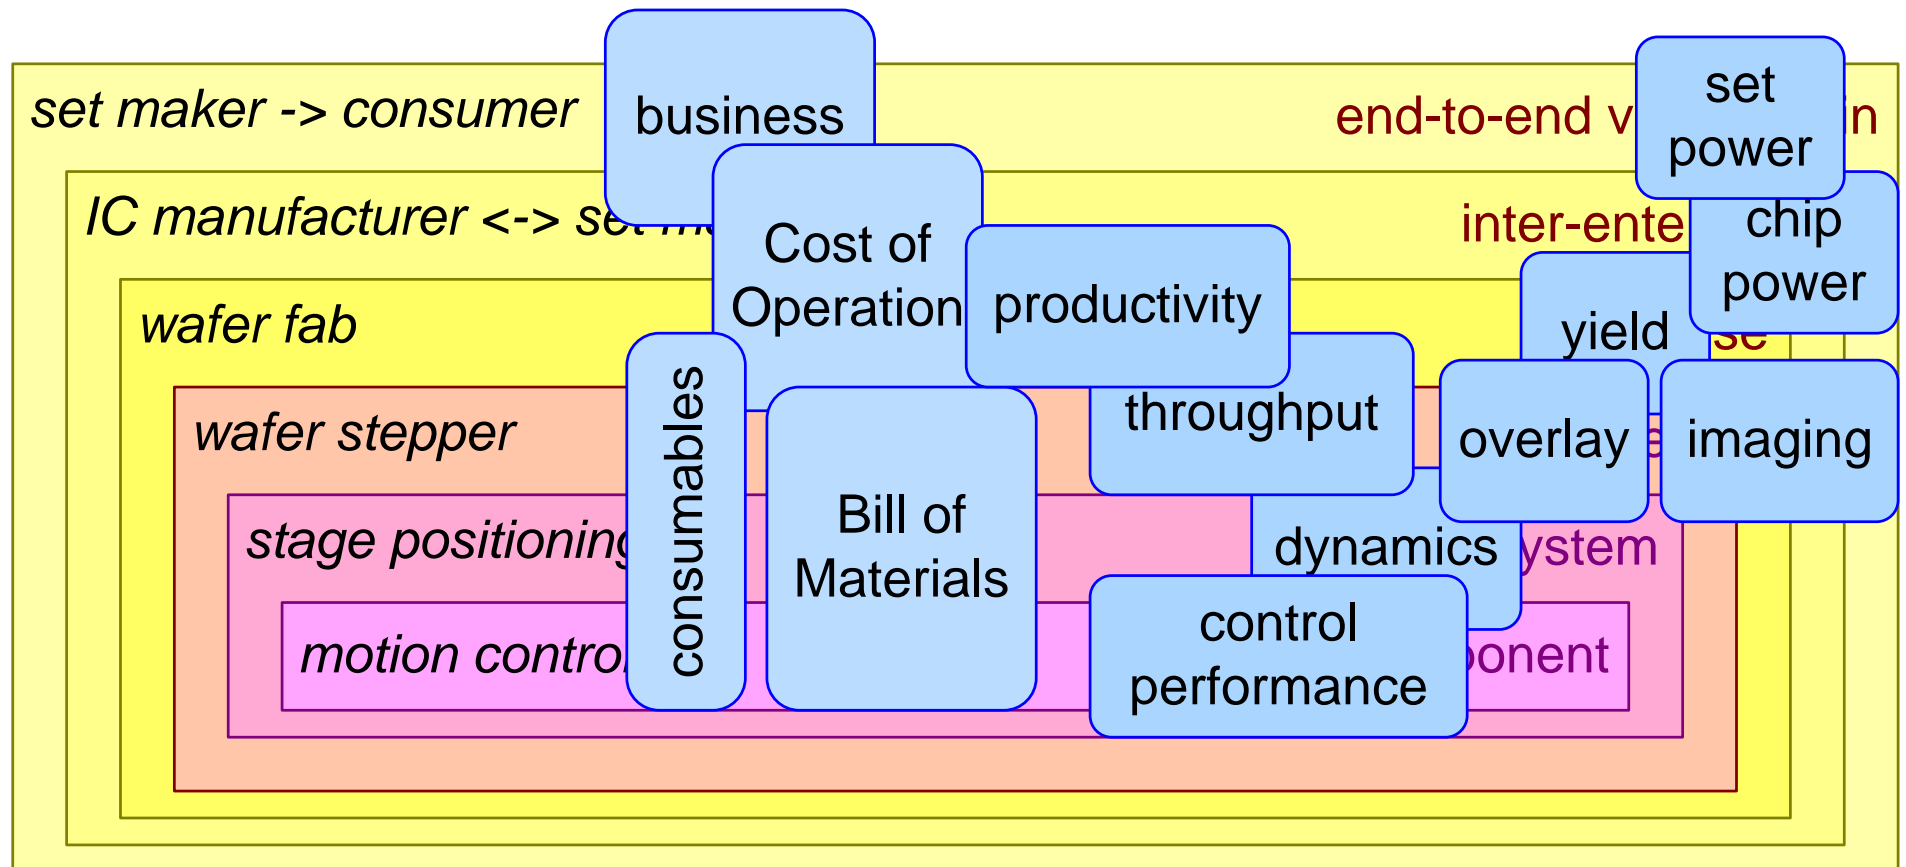 set maker -> consumer
business
end-to-end v
in
set
power
IC manufacturer <-> set
Cost of
Operation
inter-ente
chip
power
wafer fab
productivity
yield
se
wafer stepper
consumables
throughput
overlay
imaging
stage positioning
Bill of
Materials
dynamics
ystem
motion control
control
performance
ponent